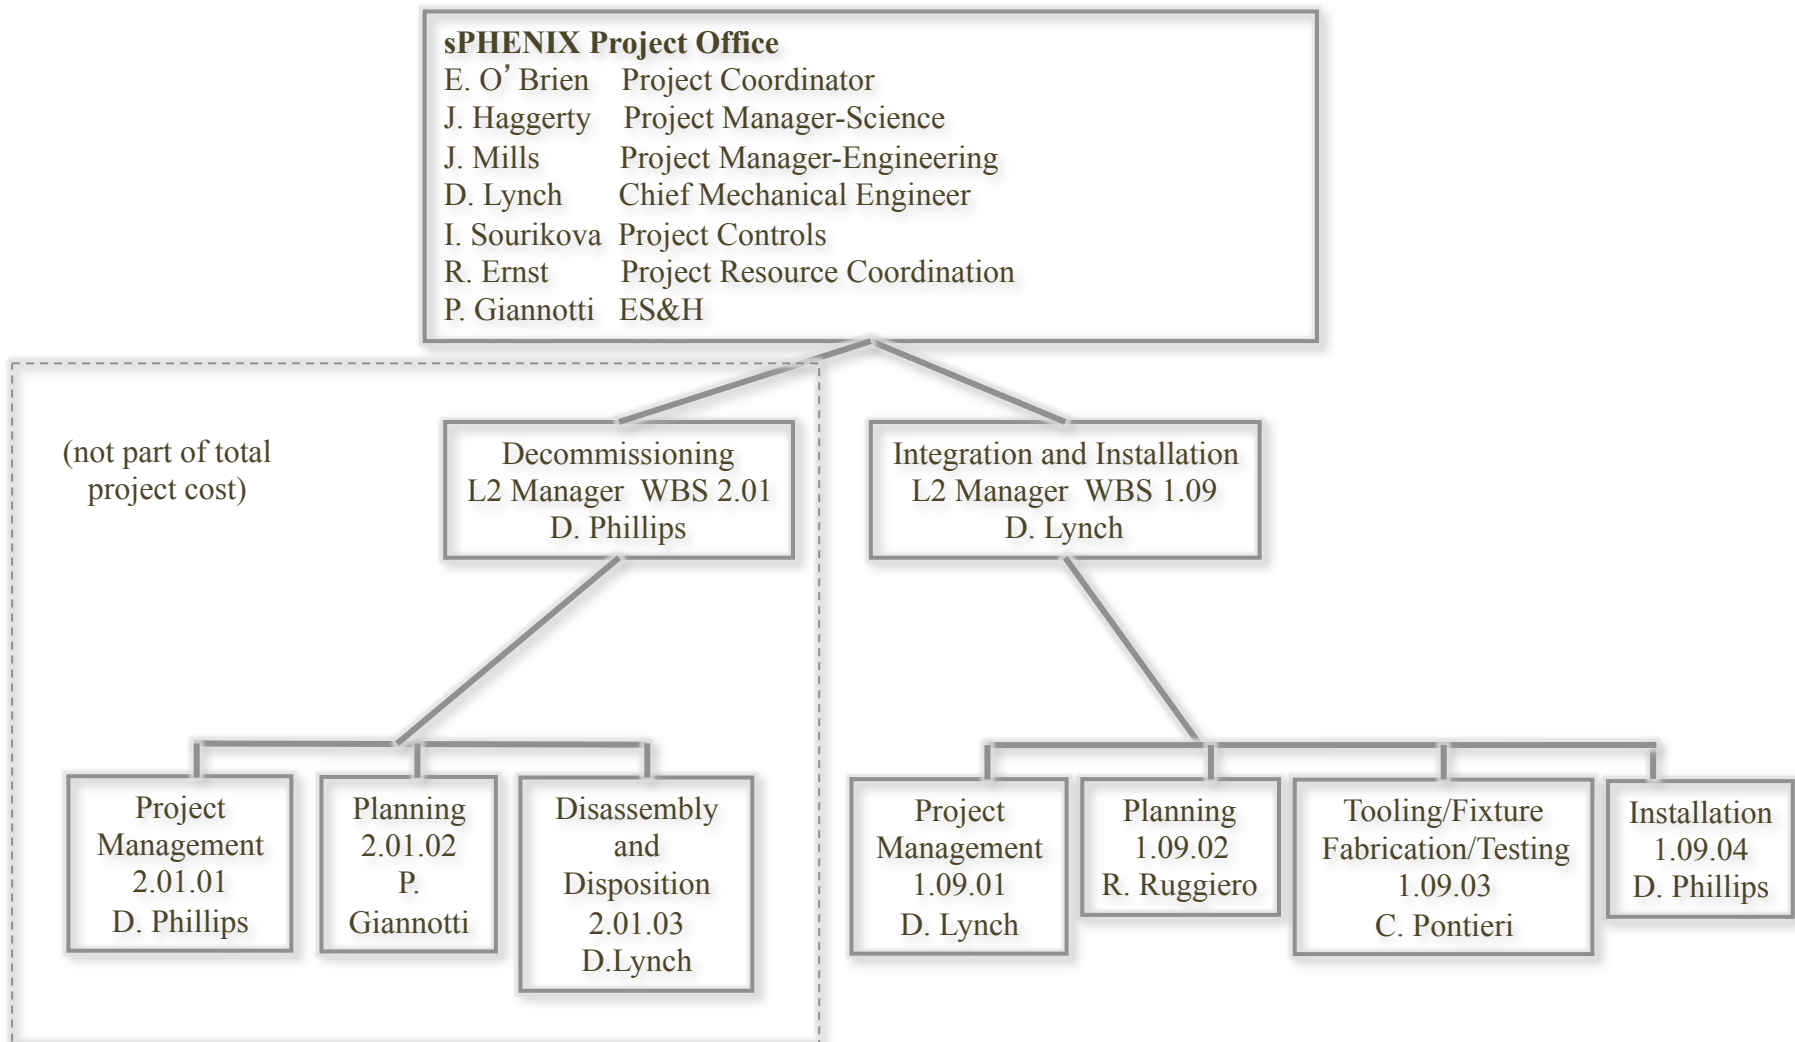 sPHENIX Project Office
E. O’ Brien Project Coordinator
J. Haggerty Project Manager-Science
J. Mills Project Manager-Engineering
D. Lynch Chief Mechanical Engineer
I. Sourikova Project Controls
R. Ernst Project Resource Coordination
P. Giannotti ES&H
(not part of total
project cost)
Decommissioning
L2 Manager WBS 2.01
D. Phillips
Integration and Installation
L2 Manager WBS 1.09
D. Lynch
Project
Management
2.01.01
D. Phillips
Planning
2.01.02
P.
Giannotti
Disassembly
and
Disposition
2.01.03
D.Lynch
Project
Management
1.09.01
D. Lynch
Planning
1.09.02
R. Ruggiero
Tooling/Fixture
Fabrication/Testing
1.09.03
C. Pontieri
Installation
1.09.04
D. Phillips